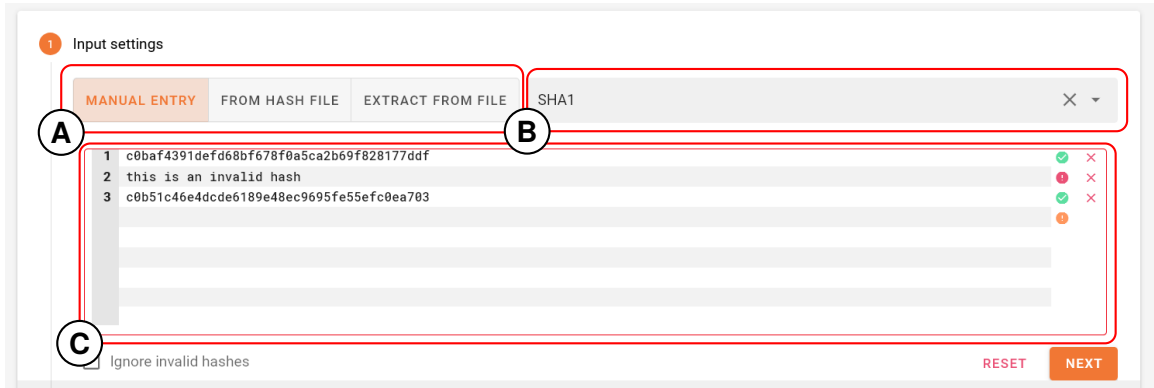 1 Input settings
MANUAL ENTRY FROM HASH FILE EXTRACT FROM FILE SHA1
A B
1 c0baf4391defd68bf678f0a5ca2b69f828177ddf
2 this is an invalid hash
3 c0b51c46e4dcde6189e48ec9695fe55efc0ea703
C
Ignore invalid hashes RESET NEXT